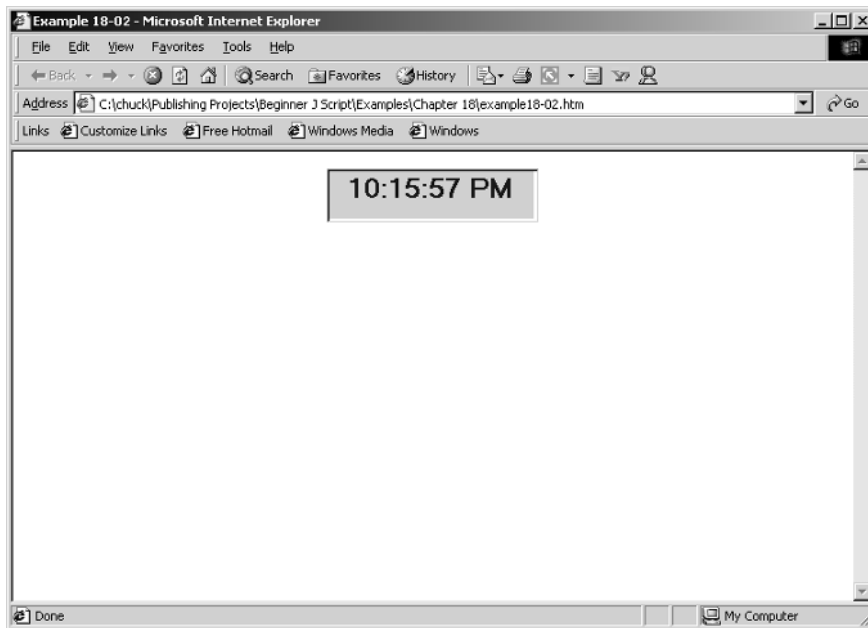 Example 18-02 - Microsoft Internet Explorer
File Edit View Favorites Tools Help
Back Search Favorites History
Address C:\chuck\Publishing Projects\Beginner J Script\Examples\Chapter 18\example18-02.htm Go
Links Customize Links Free Hotmail Windows Media Windows
10:15:57 PM
Done My Computer